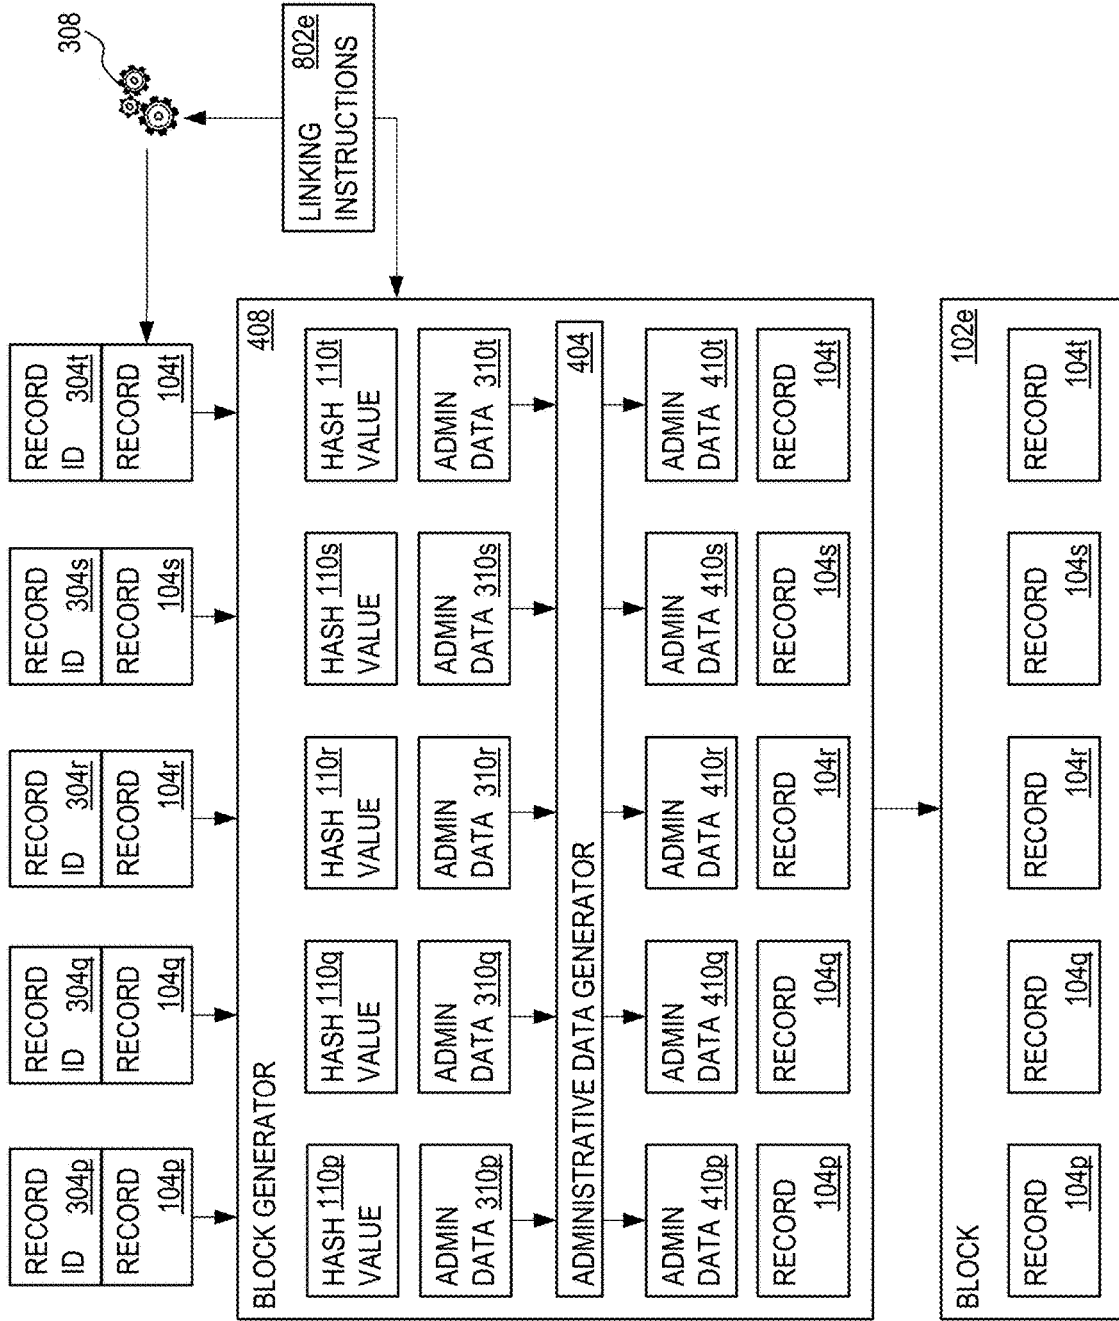 308
LINKING 802e
INSTRUCTIONS
RECORD
ID 304p
RECORD
104p
RECORD
ID 304q
RECORD
104q
RECORD
ID 304r
RECORD
104r
RECORD
ID 304s
RECORD
104s
RECORD
ID 304t
RECORD
104t
BLOCK GENERATOR 408
HASH 110p
VALUE
HASH 110q
VALUE
HASH 110r
VALUE
HASH 110s
VALUE
HASH 110t
VALUE
ADMIN
DATA 310p
ADMIN
DATA 310q
ADMIN
DATA 310r
ADMIN
DATA 310s
ADMIN
DATA 310t
ADMINISTRATIVE DATA GENERATOR 404
ADMIN
DATA 410p
ADMIN
DATA 410q
ADMIN
DATA 410r
ADMIN
DATA 410s
ADMIN
DATA 410t
RECORD
104p
RECORD
104q
RECORD
104r
RECORD
104s
RECORD
104t
BLOCK 102e
RECORD
104p
RECORD
104q
RECORD
104r
RECORD
104s
RECORD
104t